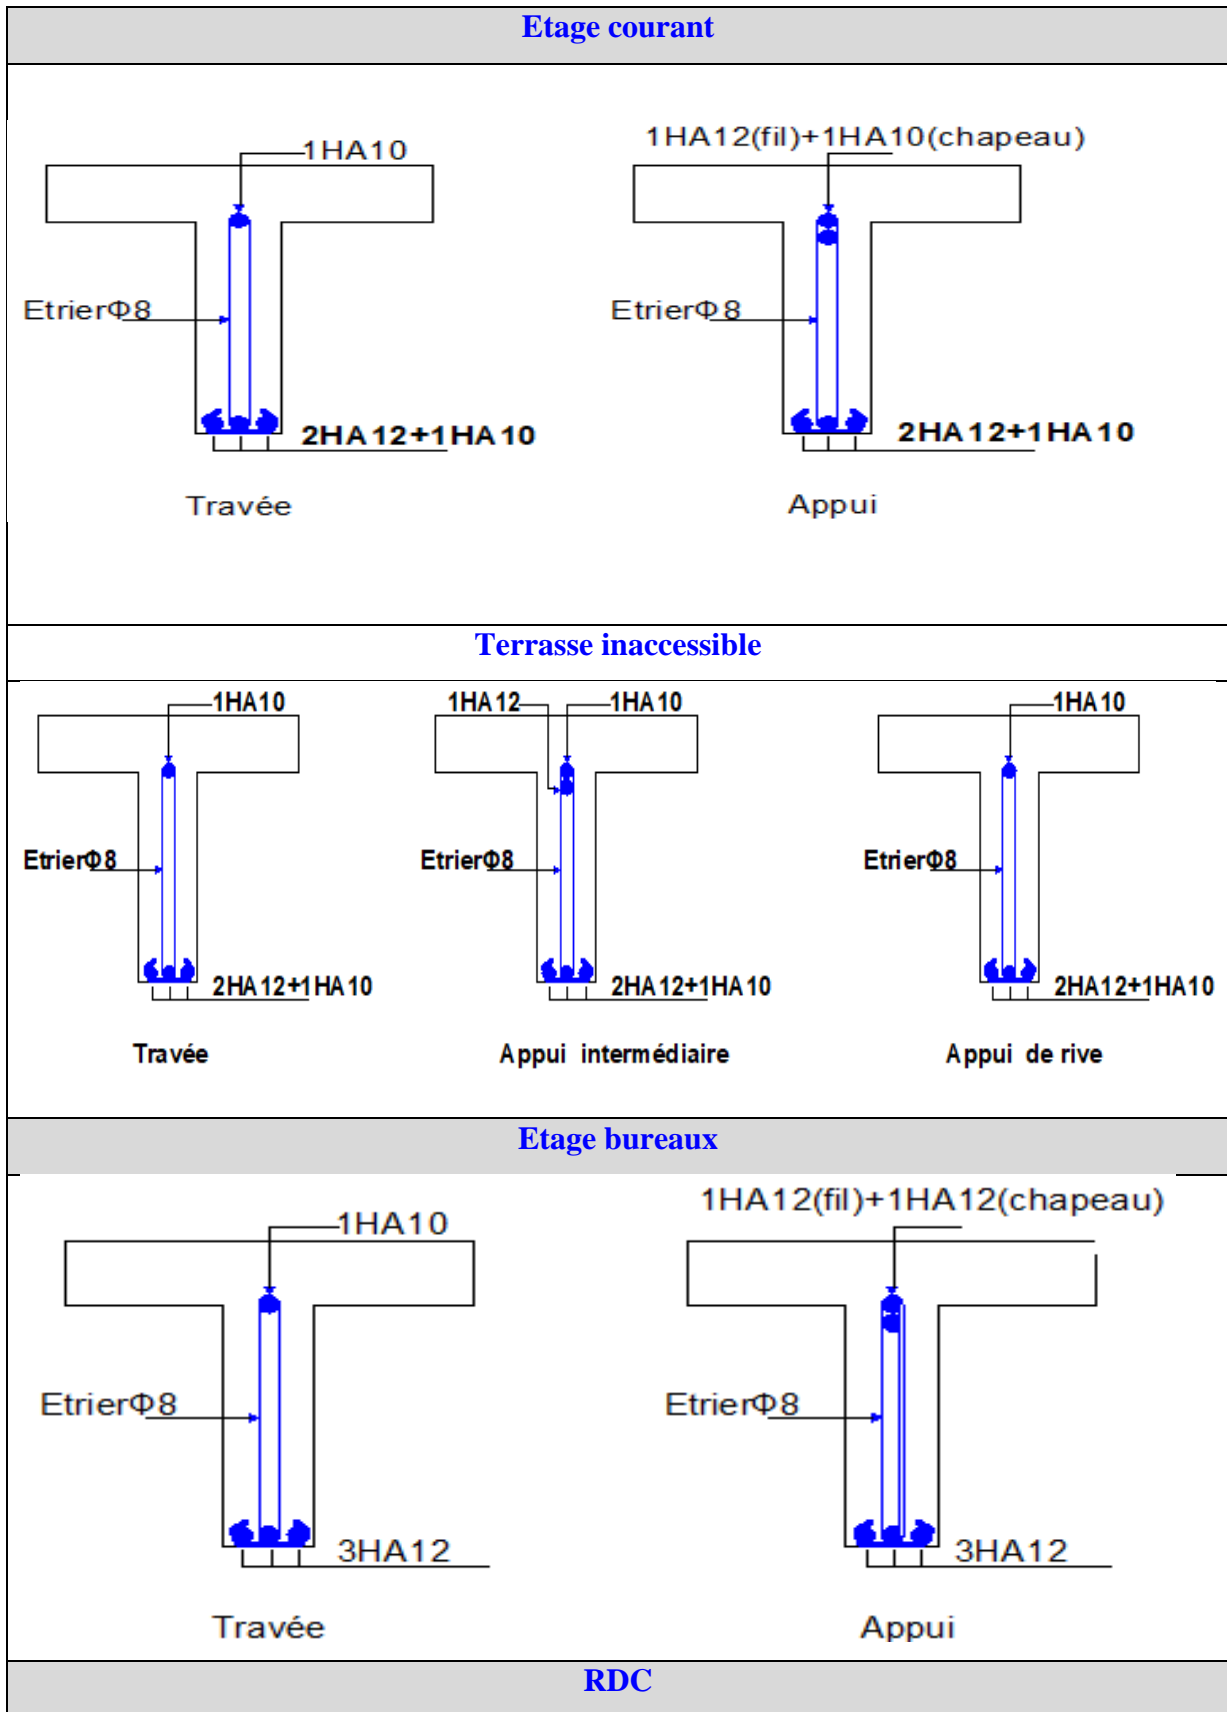 Etage courant
1HA10
1HA12(fil)+1HA10(chapeau)
EtrierΦ8
EtrierΦ8
2HA12+1HA10
2HA12+1HA10
Travée
Appui
Terrasse inaccessible
1HA10
1HA12
1HA10
1HA10
EtrierΦ8
EtrierΦ8
EtrierΦ8
2HA12+1HA10
2HA12+1HA10
2HA12+1HA10
Travée
Appui intermédiaire
Appui de rive
Etage bureaux
1HA10
1HA12(fil)+1HA12(chapeau)
EtrierΦ8
EtrierΦ8
3HA12
3HA12
Travée
Appui
RDC